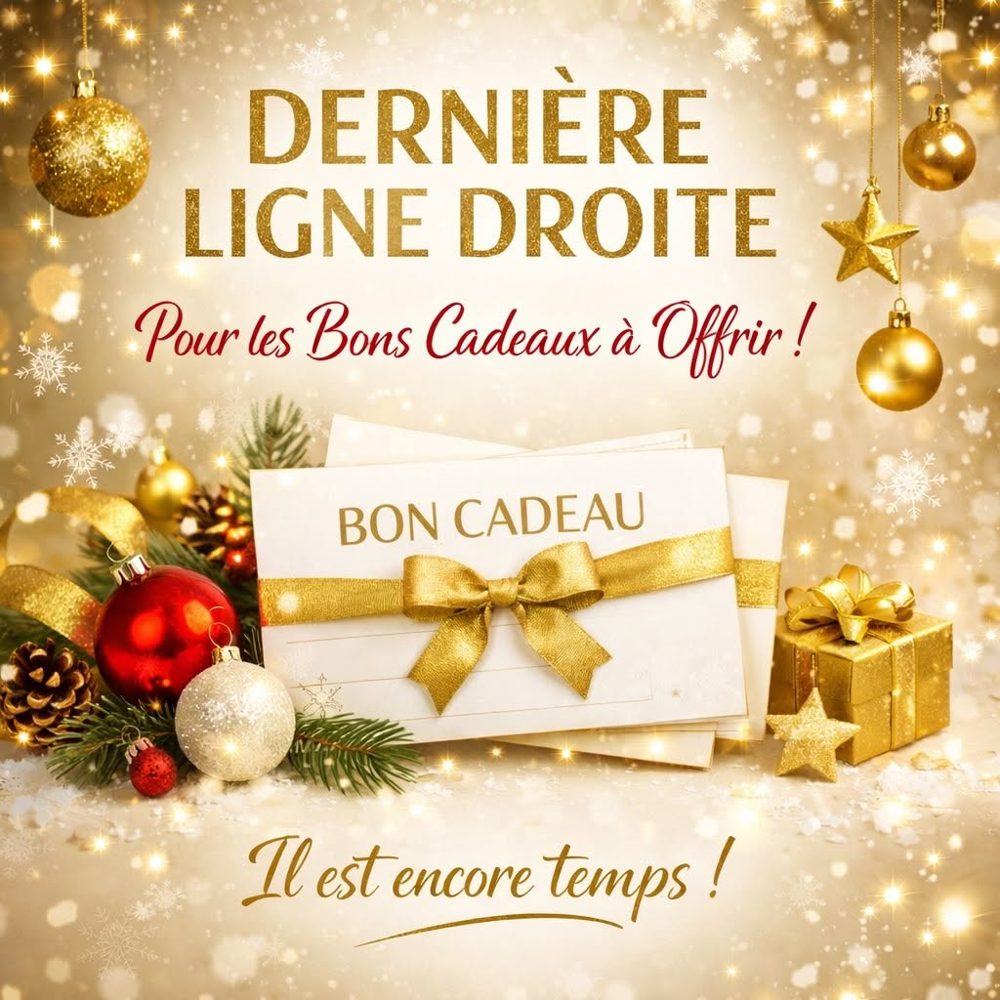 DERNIÈRE
LIGNE DROITE
Pour les Bons Cadeaux à Offrir !
BON CADEAU
Il est encore temps !